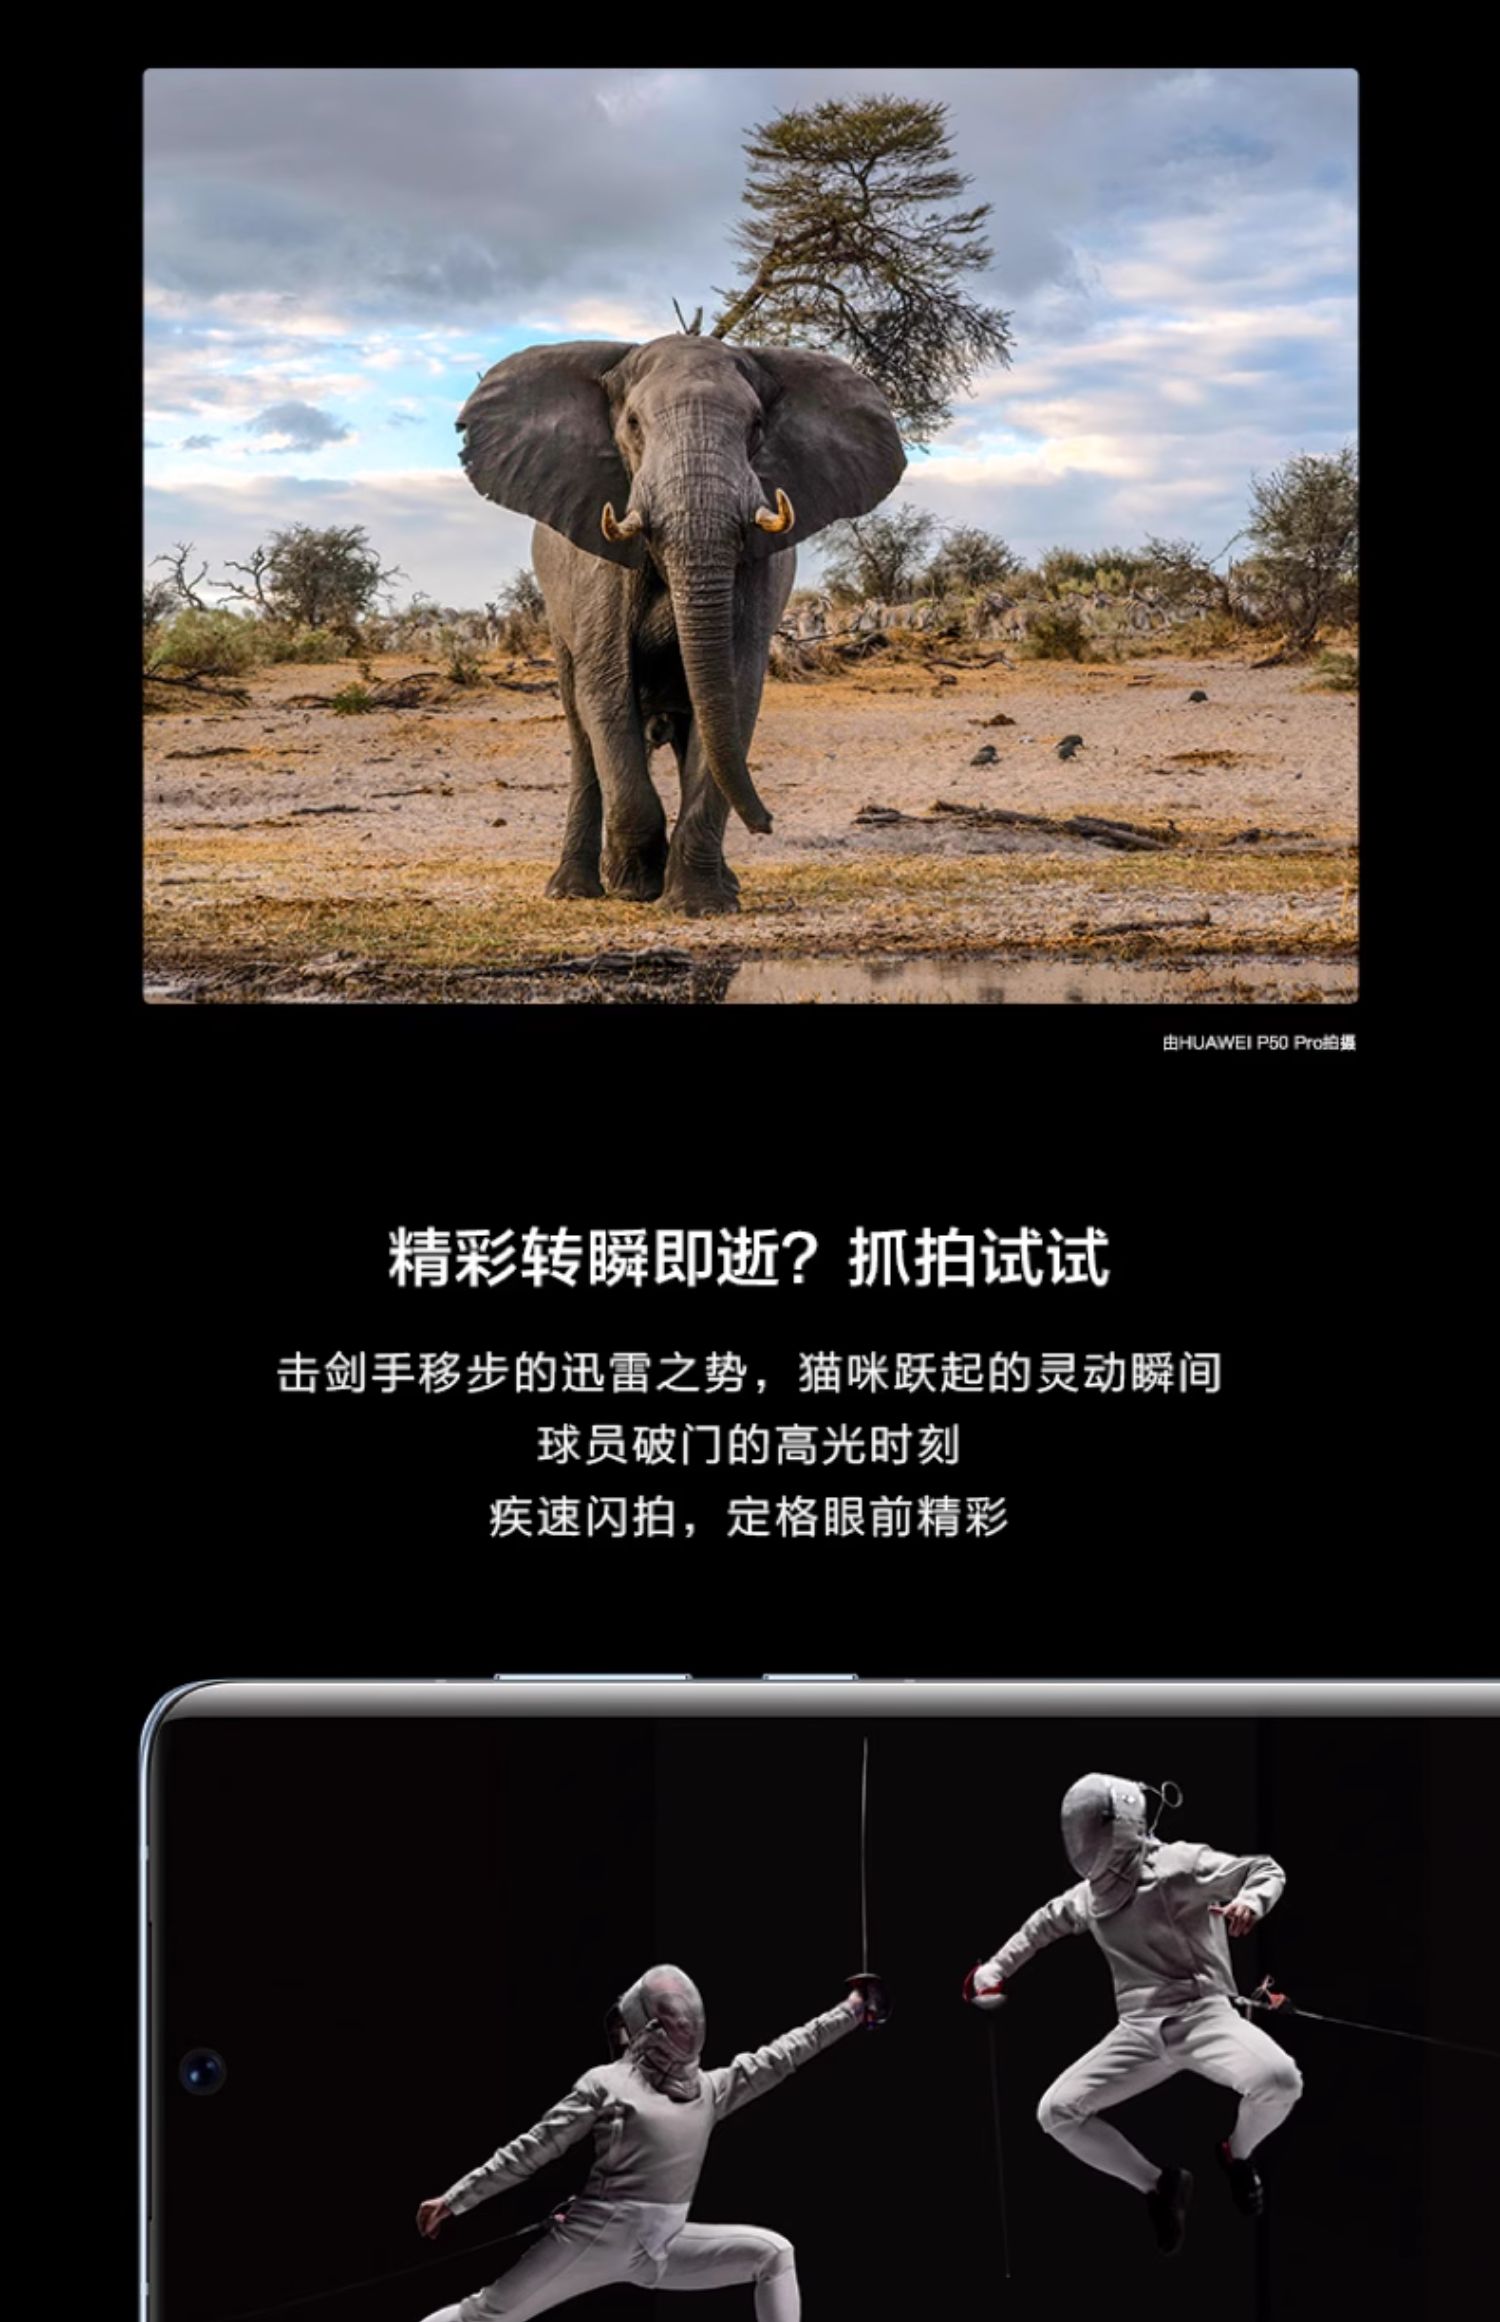 由HUAWEI P50 Pro拍摄
精彩转瞬即逝？抓拍试试
击剑手移步的迅雷之势，猫咪跃起的灵动瞬间
球员破门的高光时刻
疾速闪拍，定格眼前精彩